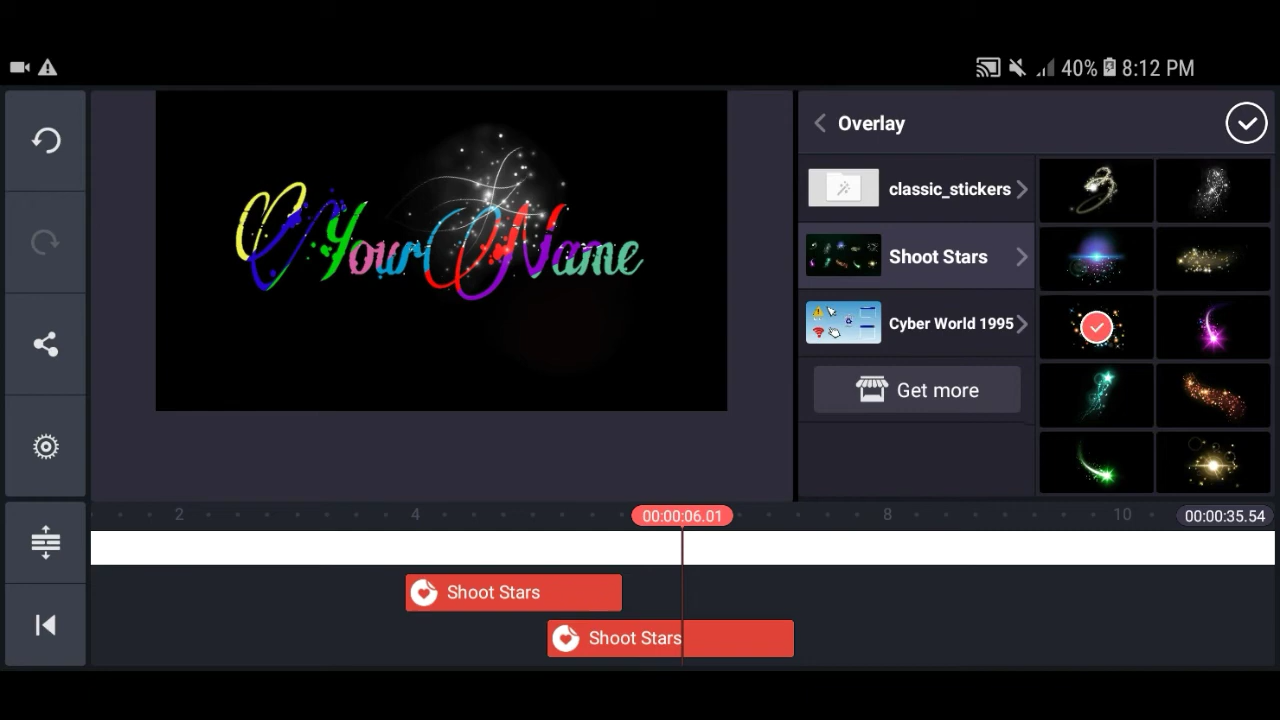 40% 8:12 PM
Overlay
Your Name
classic_stickers
Shoot Stars
Cyber World 1995
Get more
2 4 00:00:06.01 8 10 00:00:35.54
Shoot Stars
Shoot Stars